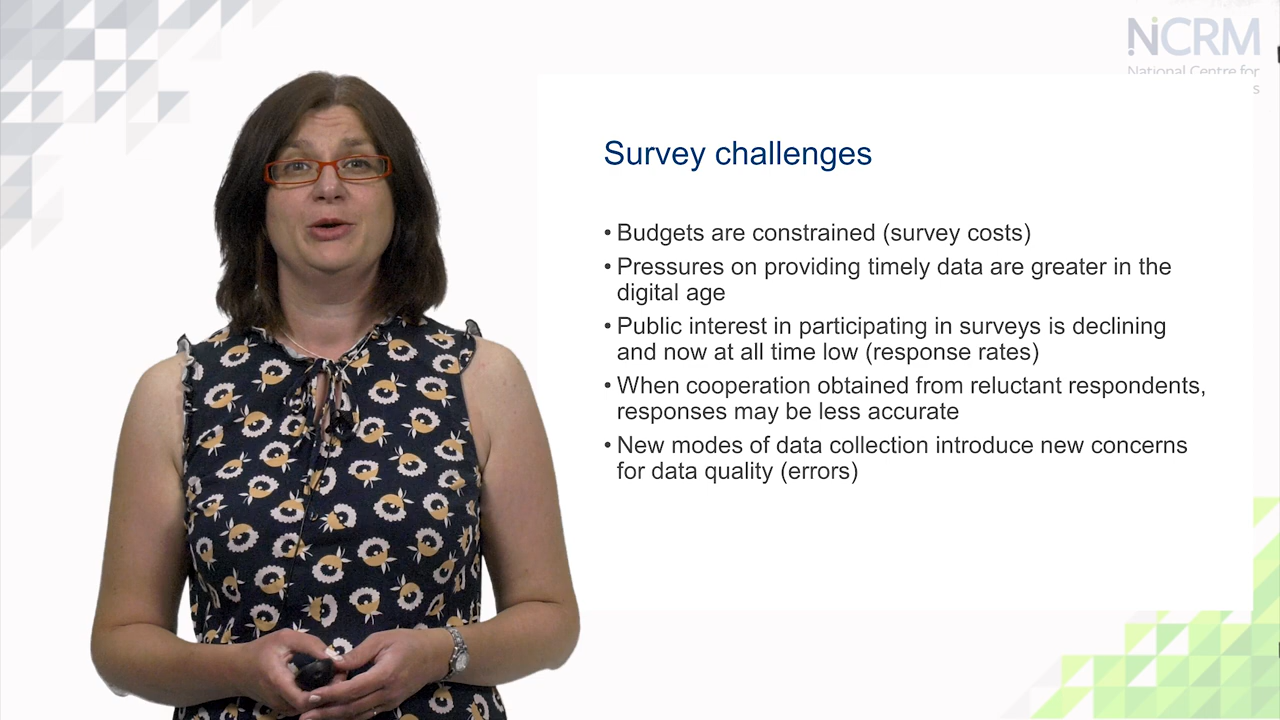 NCRM
National Centre for
s
Survey challenges
• Budgets are constrained (survey costs)
• Pressures on providing timely data are greater in the
digital age
• Public interest in participating in surveys is declining
and now at all time low (response rates)
• When cooperation obtained from reluctant respondents,
responses may be less accurate
• New modes of data collection introduce new concerns
for data quality (errors)